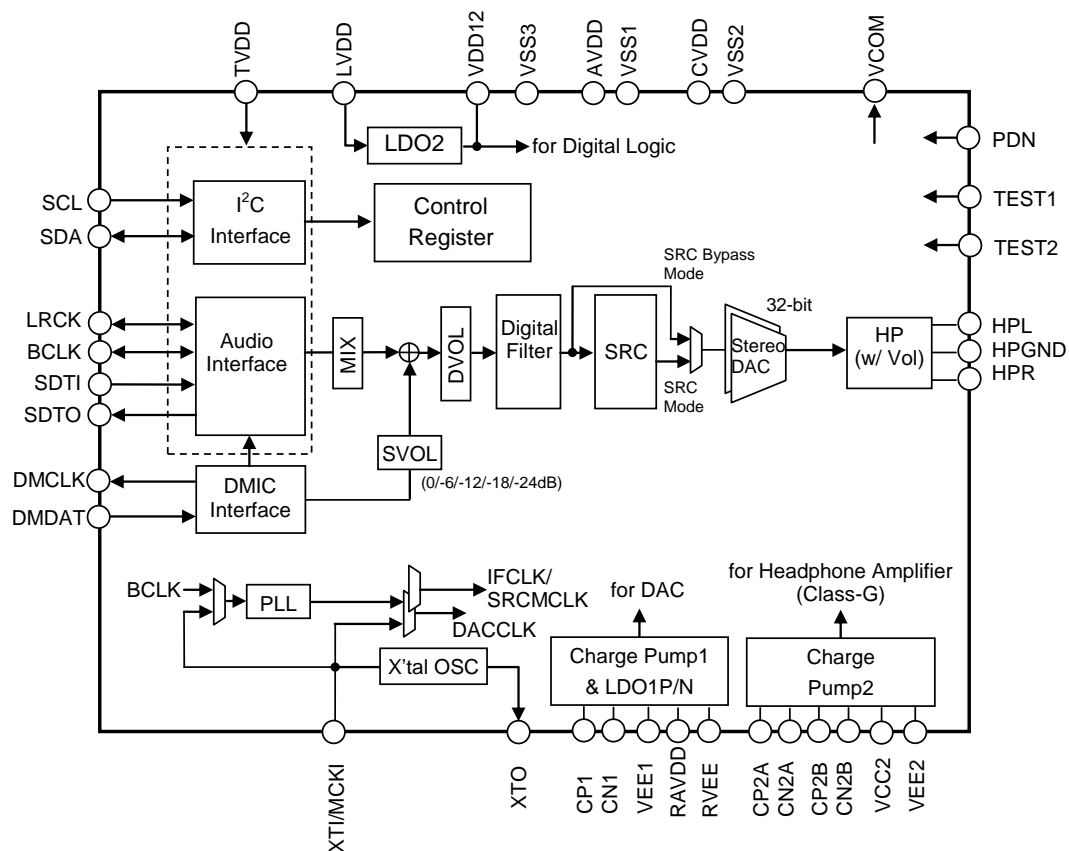 TVDD
LVDD
VDD12
VSS3
AVDD
VSS1
CVDD
VSS2
VCOM
LDO2
for Digital Logic
PDN
TEST1
TEST2
SCL
SDA
I²C
Interface
Control
Register
SRC Bypass
Mode
32-bit
LRCK
BCLK
SDTI
SDTO
Audio
Interface
MIX
DVOL
Digital
Filter
SRC
SRC
Mode
Stereo
DAC
HP
(w/ Vol)
HPL
HPGND
HPR
SVOL
(0/-6/-12/-18/-24dB)
DMCLK
DMDAT
DMIC
Interface
BCLK
PLL
IFCLK/
SRCMCLK
DACCLK
X'tal OSC
for DAC
Charge Pump1
& LDO1P/N
for Headphone Amplifier
(Class-G)
Charge
Pump2
XTI/MCKI
XTO
CP1
CN1
VEE1
RAVDD
RVEE
CP2A
CN2A
CP2B
CN2B
VCC2
VEE2